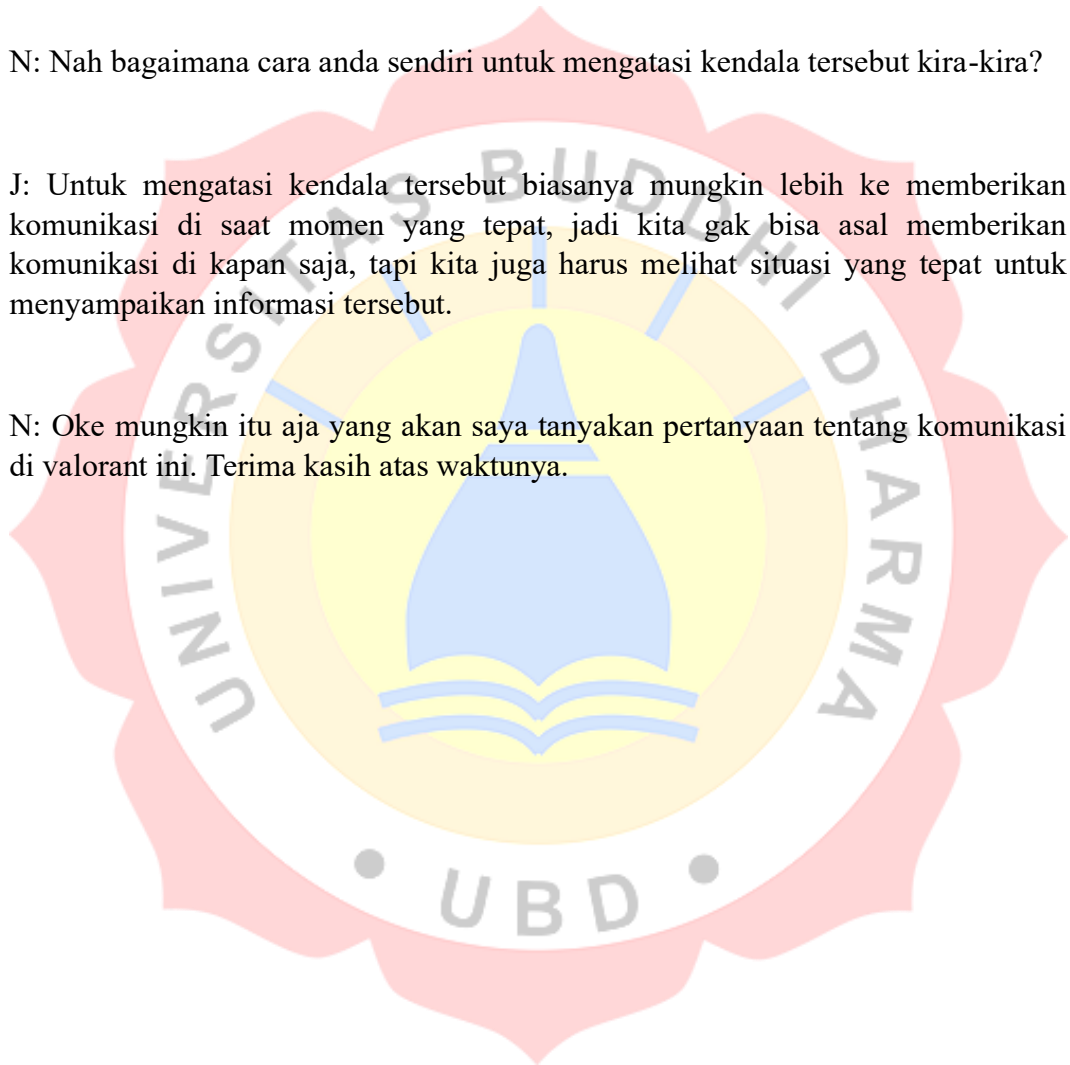 N: Nah bagaimana cara anda sendiri untuk mengatasi kendala tersebut kira-kira?
J: Untuk mengatasi kendala tersebut biasanya mungkin lebih ke memberikan
komunikasi di saat momen yang tepat, jadi kita gak bisa asal memberikan
komunikasi di kapan saja, tapi kita juga harus melihat situasi yang tepat untuk
menyampaikan informasi tersebut.
N: Oke mungkin itu aja yang akan saya tanyakan pertanyaan tentang komunikasi
di valorant ini. Terima kasih atas waktunya.
UNIVERSITAS BUDDHI DHARMA
• UBD •